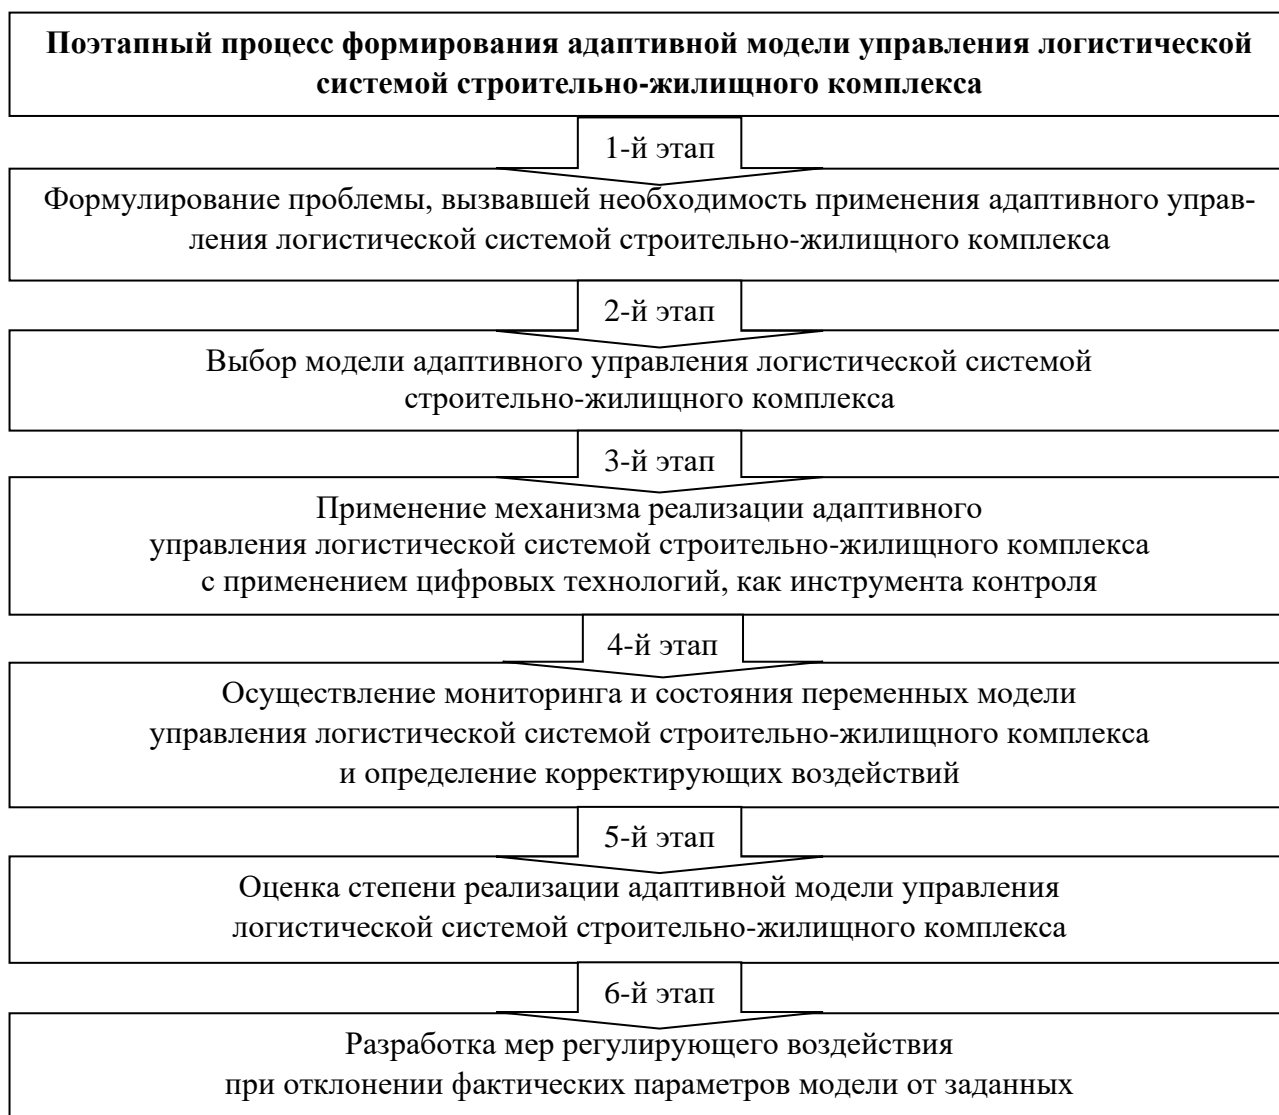 Поэтапный процесс формирования адаптивной модели управления логистической
системой строительно-жилищного комплекса
1-й этап
Формулирование проблемы, вызвавшей необходимость применения адаптивного управ-
ления логистической системой строительно-жилищного комплекса
2-й этап
Выбор модели адаптивного управления логистической системой
строительно-жилищного комплекса
3-й этап
Применение механизма реализации адаптивного
управления логистической системой строительно-жилищного комплекса
с применением цифровых технологий, как инструмента контроля
4-й этап
Осуществление мониторинга и состояния переменных модели
управления логистической системой строительно-жилищного комплекса
и определение корректирующих воздействий
5-й этап
Оценка степени реализации адаптивной модели управления
логистической системой строительно-жилищного комплекса
6-й этап
Разработка мер регулирующего воздействия
при отклонении фактических параметров модели от заданных